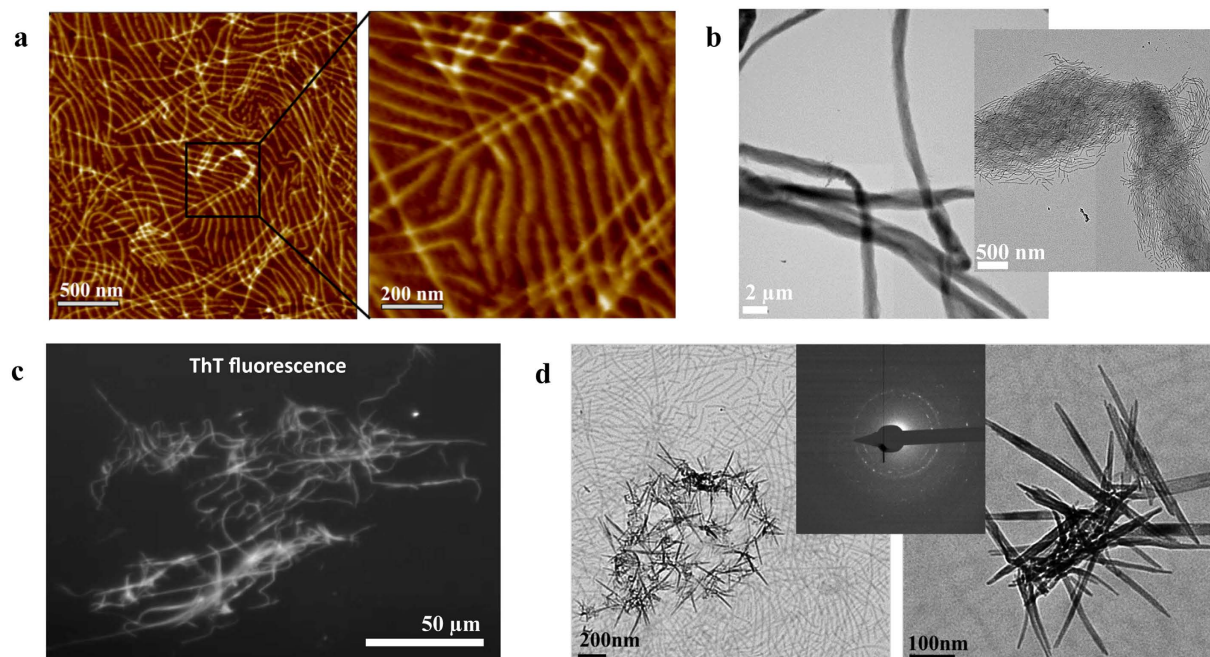 a
500 nm
200 nm
b
2 µm
500 nm
c
ThT fluorescence
50 µm
d
200nm
100nm